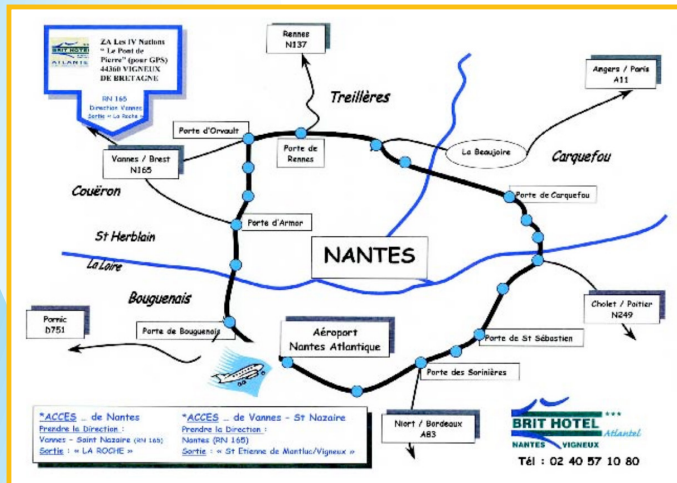 BRIT HOTEL
ATLANTEL
ZA Les IV Nations
" Le Pont de
Pierre" (pour GPS)
44360 VIGNEUX
DE BRETAGNE
RN 165
Direction Vannes
Sortie « La Roche »
Rennes
N137
Angers / Paris
A11
Treillères
Porte d'Orvault
Porte de
Rennes
La Beaujoire
Carquefou
Vannes / Brest
N165
Couëron
Porte de Carquefou
Porte d'Armor
St Herblain
NANTES
La Loire
Bouguenais
Cholet / Poitier
N249
Pornic
D751
Porte de Bouguenais
Aéroport
Nantes Atlantique
Porte de St Sébastien
Porte des Sorinières
*ACCES … de Nantes
Prendre la Direction :
Vannes – Saint Nazaire (RN 165)
Sortie : « LA ROCHE »
*ACCES … de Vannes – St Nazaire
Prendre la Direction :
Nantes (RN 165)
Sortie : « St Etienne de Montluc/Vigneux »
Niort / Bordeaux
A83
BRIT HOTEL ***
Atlantel
NANTES VIGNEUX
Tél : 02 40 57 10 80